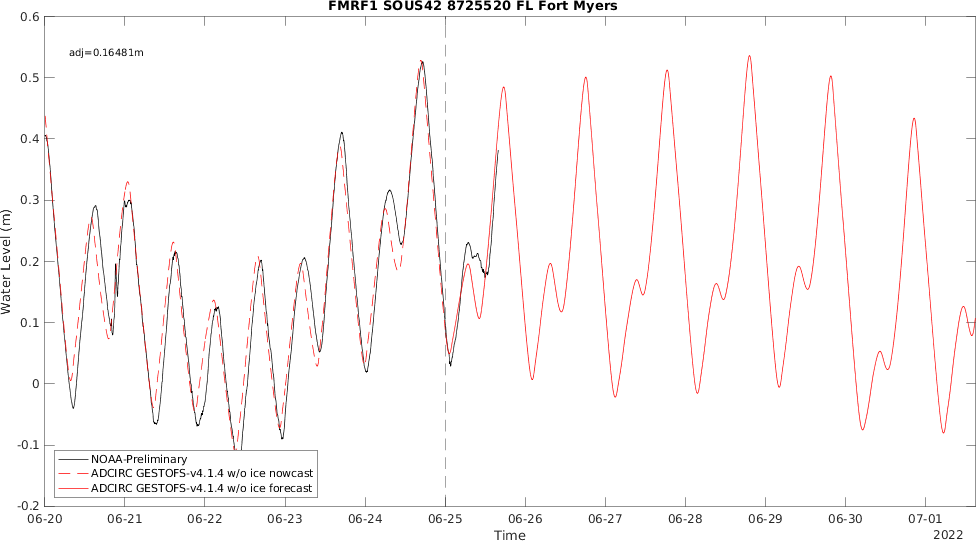 FMRF1 SOUS42 8725520 FL Fort Myers
0.6
adj=0.16481m
0.5
0.4
0.3
0.2
0.1
0
-0.1
-0.2
Water Level (m)
NOAA-Preliminary
ADCIRC GESTOFS-v4.1.4 w/o ice nowcast
ADCIRC GESTOFS-v4.1.4 w/o ice forecast
06-20 06-21 06-22 06-23 06-24 06-25 06-26 06-27 06-28 06-29 06-30 07-01
Time
2022